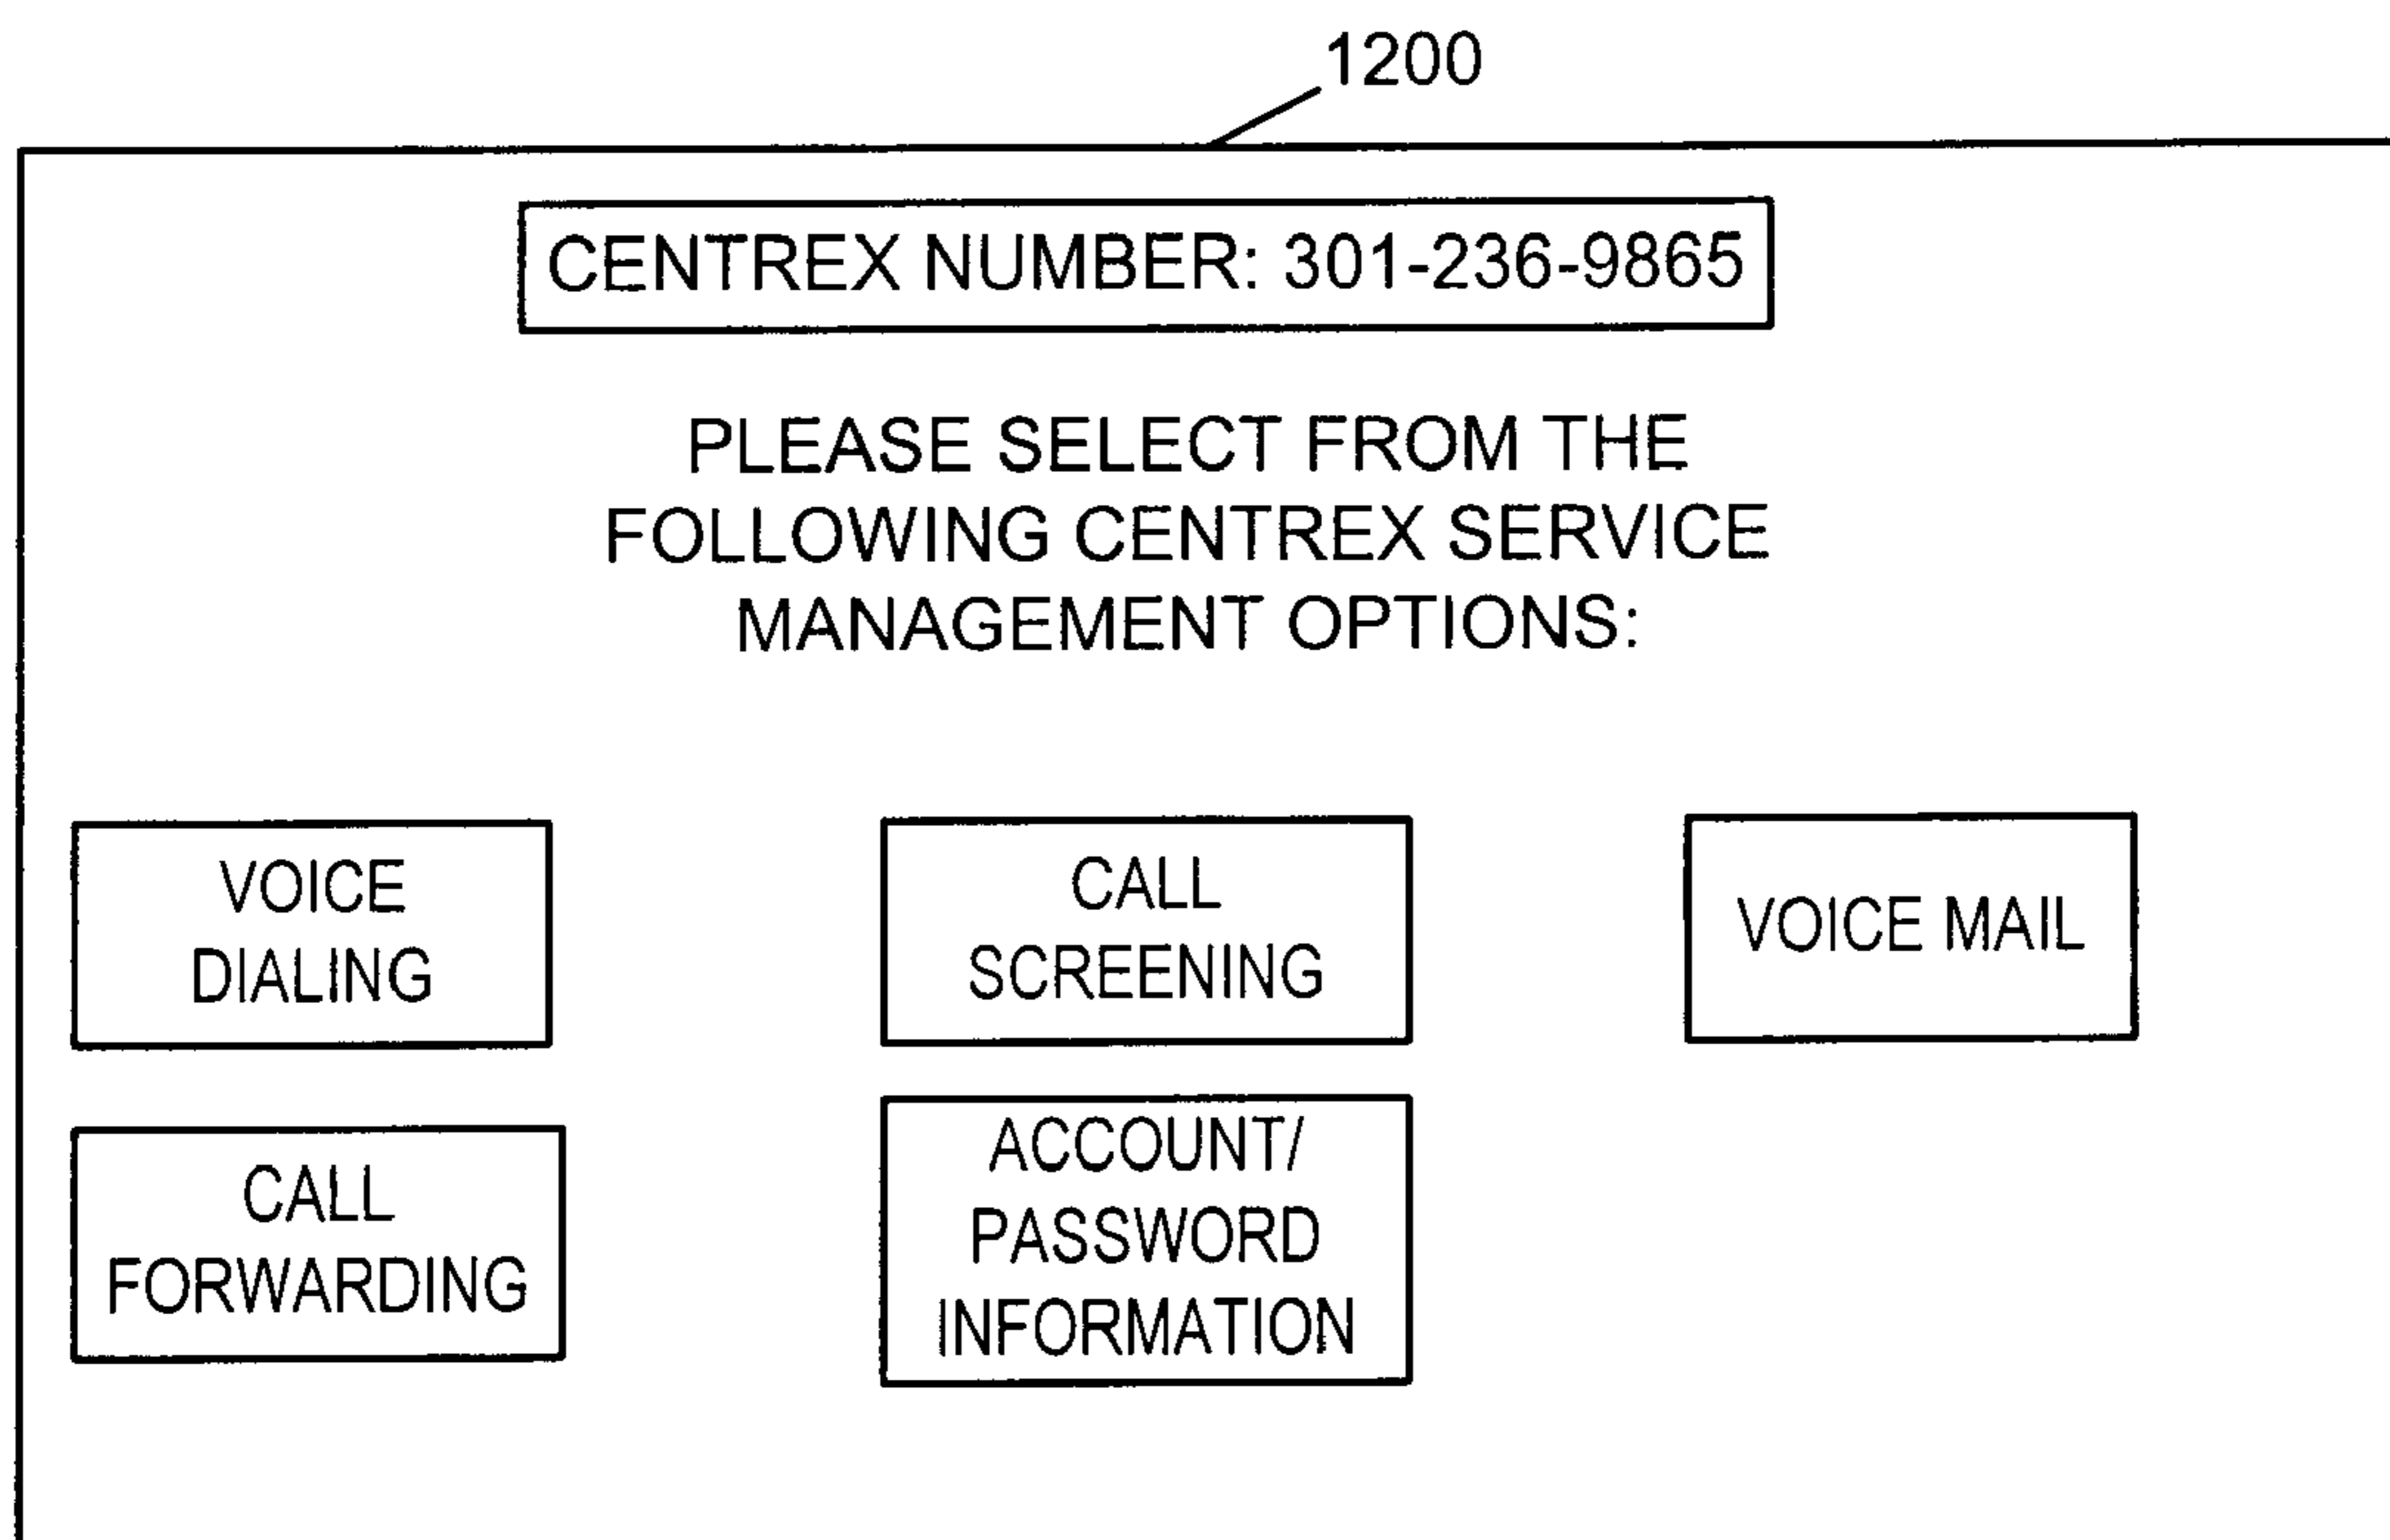 1200
CENTREX NUMBER: 301-236-9865
PLEASE SELECT FROM THE
FOLLOWING CENTREX SERVICE
MANAGEMENT OPTIONS:
VOICE
DIALING
CALL
SCREENING
VOICE MAIL
CALL
FORWARDING
ACCOUNT/
PASSWORD
INFORMATION